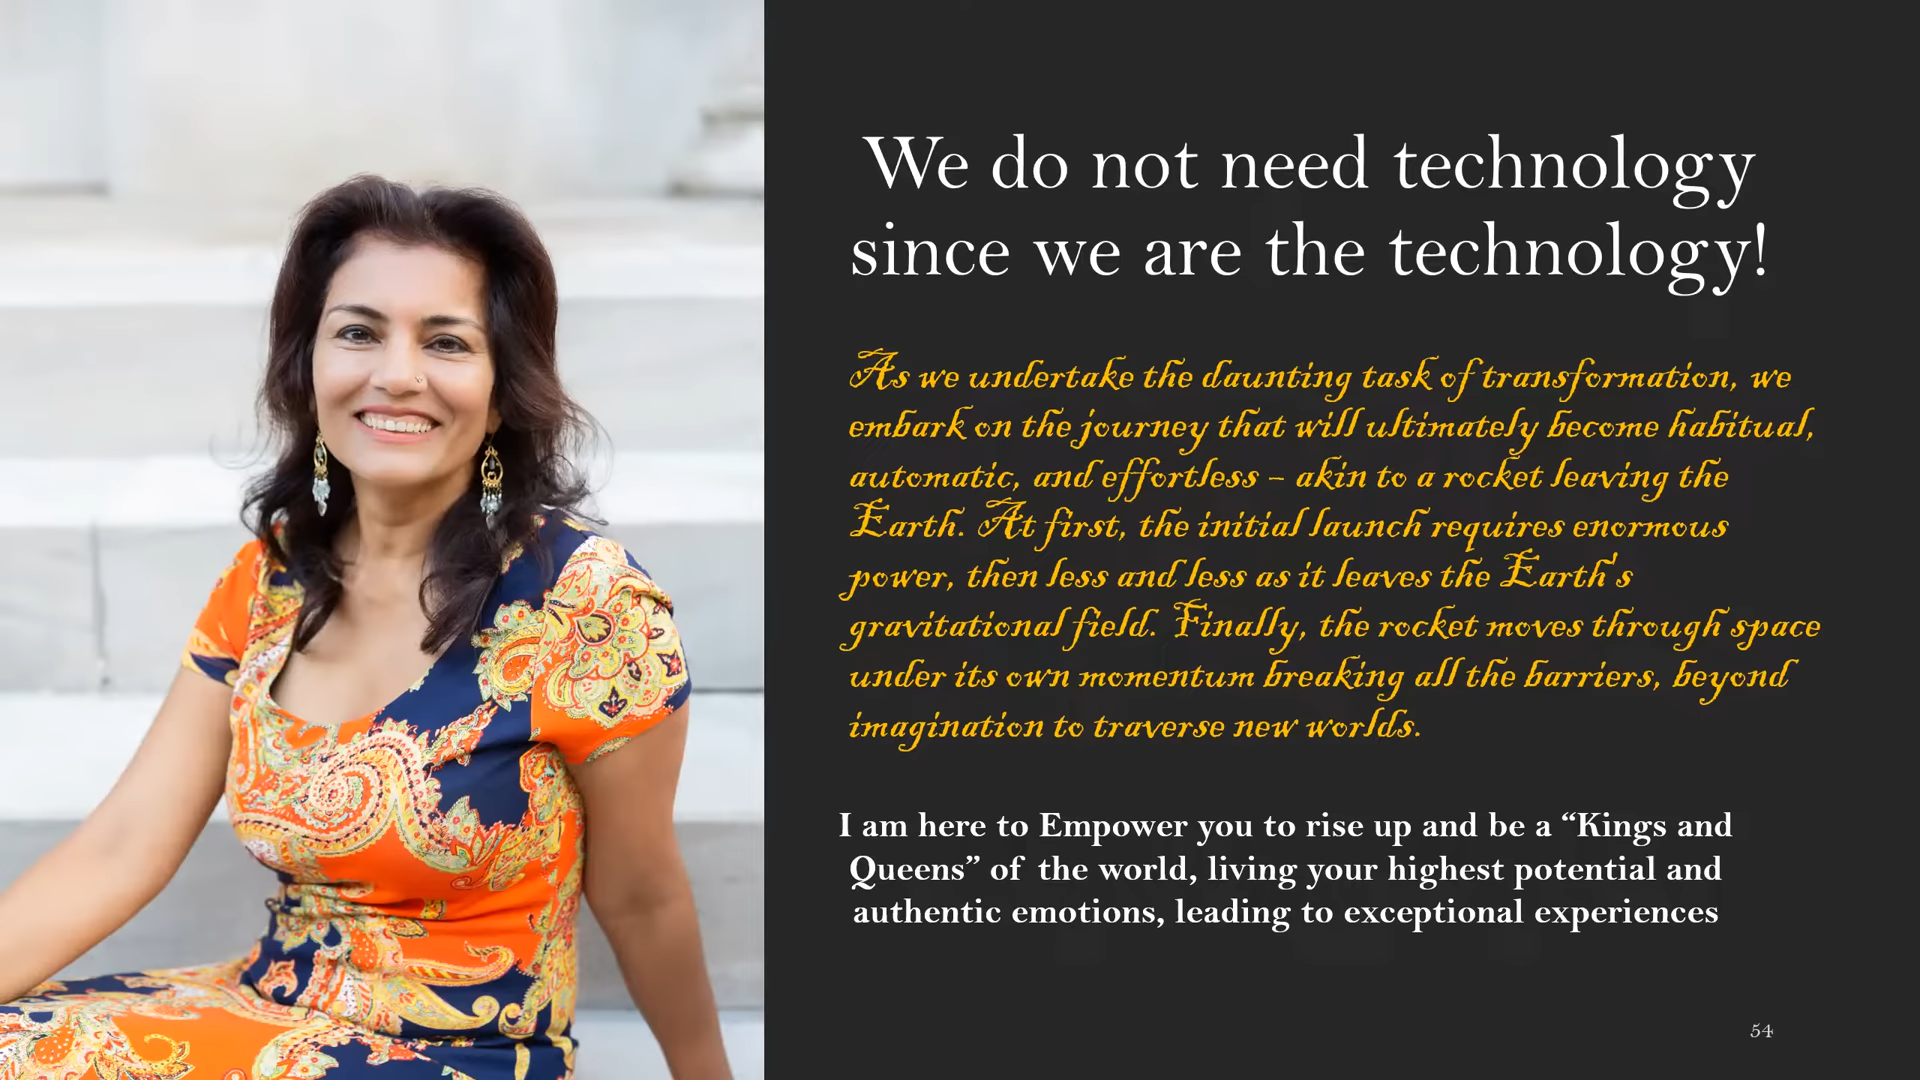 We do not need technology
since we are the technology!
As we undertake the daunting task of transformation, we
embark on the journey that will ultimately become habitual,
automatic, and effortless – akin to a rocket leaving the
Earth. At first, the initial launch requires enormous
power, then less and less as it leaves the Earth's
gravitational field. Finally, the rocket moves through space
under its own momentum breaking all the barriers, beyond
imagination to traverse new worlds.
I am here to Empower you to rise up and be a “Kings and
Queens” of the world, living your highest potential and
authentic emotions, leading to exceptional experiences
54